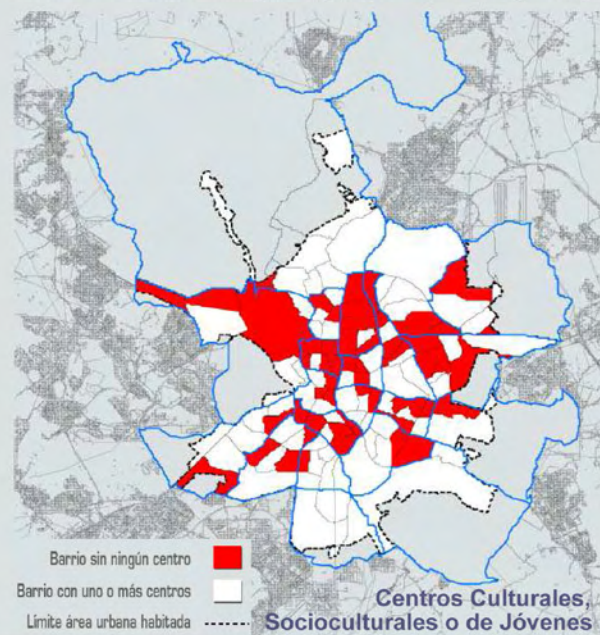 Barrio sin ningún centro
Barrio con uno o más centros
Límite área urbana habitada
Centros Culturales,
Socioculturales o de Jóvenes